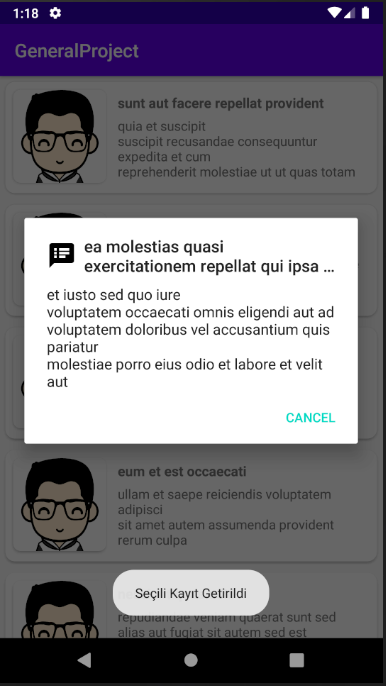 1:18
GeneralProject
sunt aut facere repellat provident
quia et suscipit
suscipit recusandae consequuntur
expedita et cum
reprehenderit molestiae ut ut quas totam
ea molestias quasi
exercitationem repellat qui ipsa ...
et iusto sed quo iure
voluptatem occaecati omnis eligendi aut ad
voluptatem doloribus vel accusantium quis
pariatur
molestiae porro eius odio et labore et velit
aut
CANCEL
eum et est occaecati
ullam et saepe reiciendis voluptatem
adipisci
sit amet autem assumenda provident
rerum culpa
Seçili Kayıt Getirildi
repudiandae veniam quaerat sunt sed
alias aut fugiat sit autem sed est